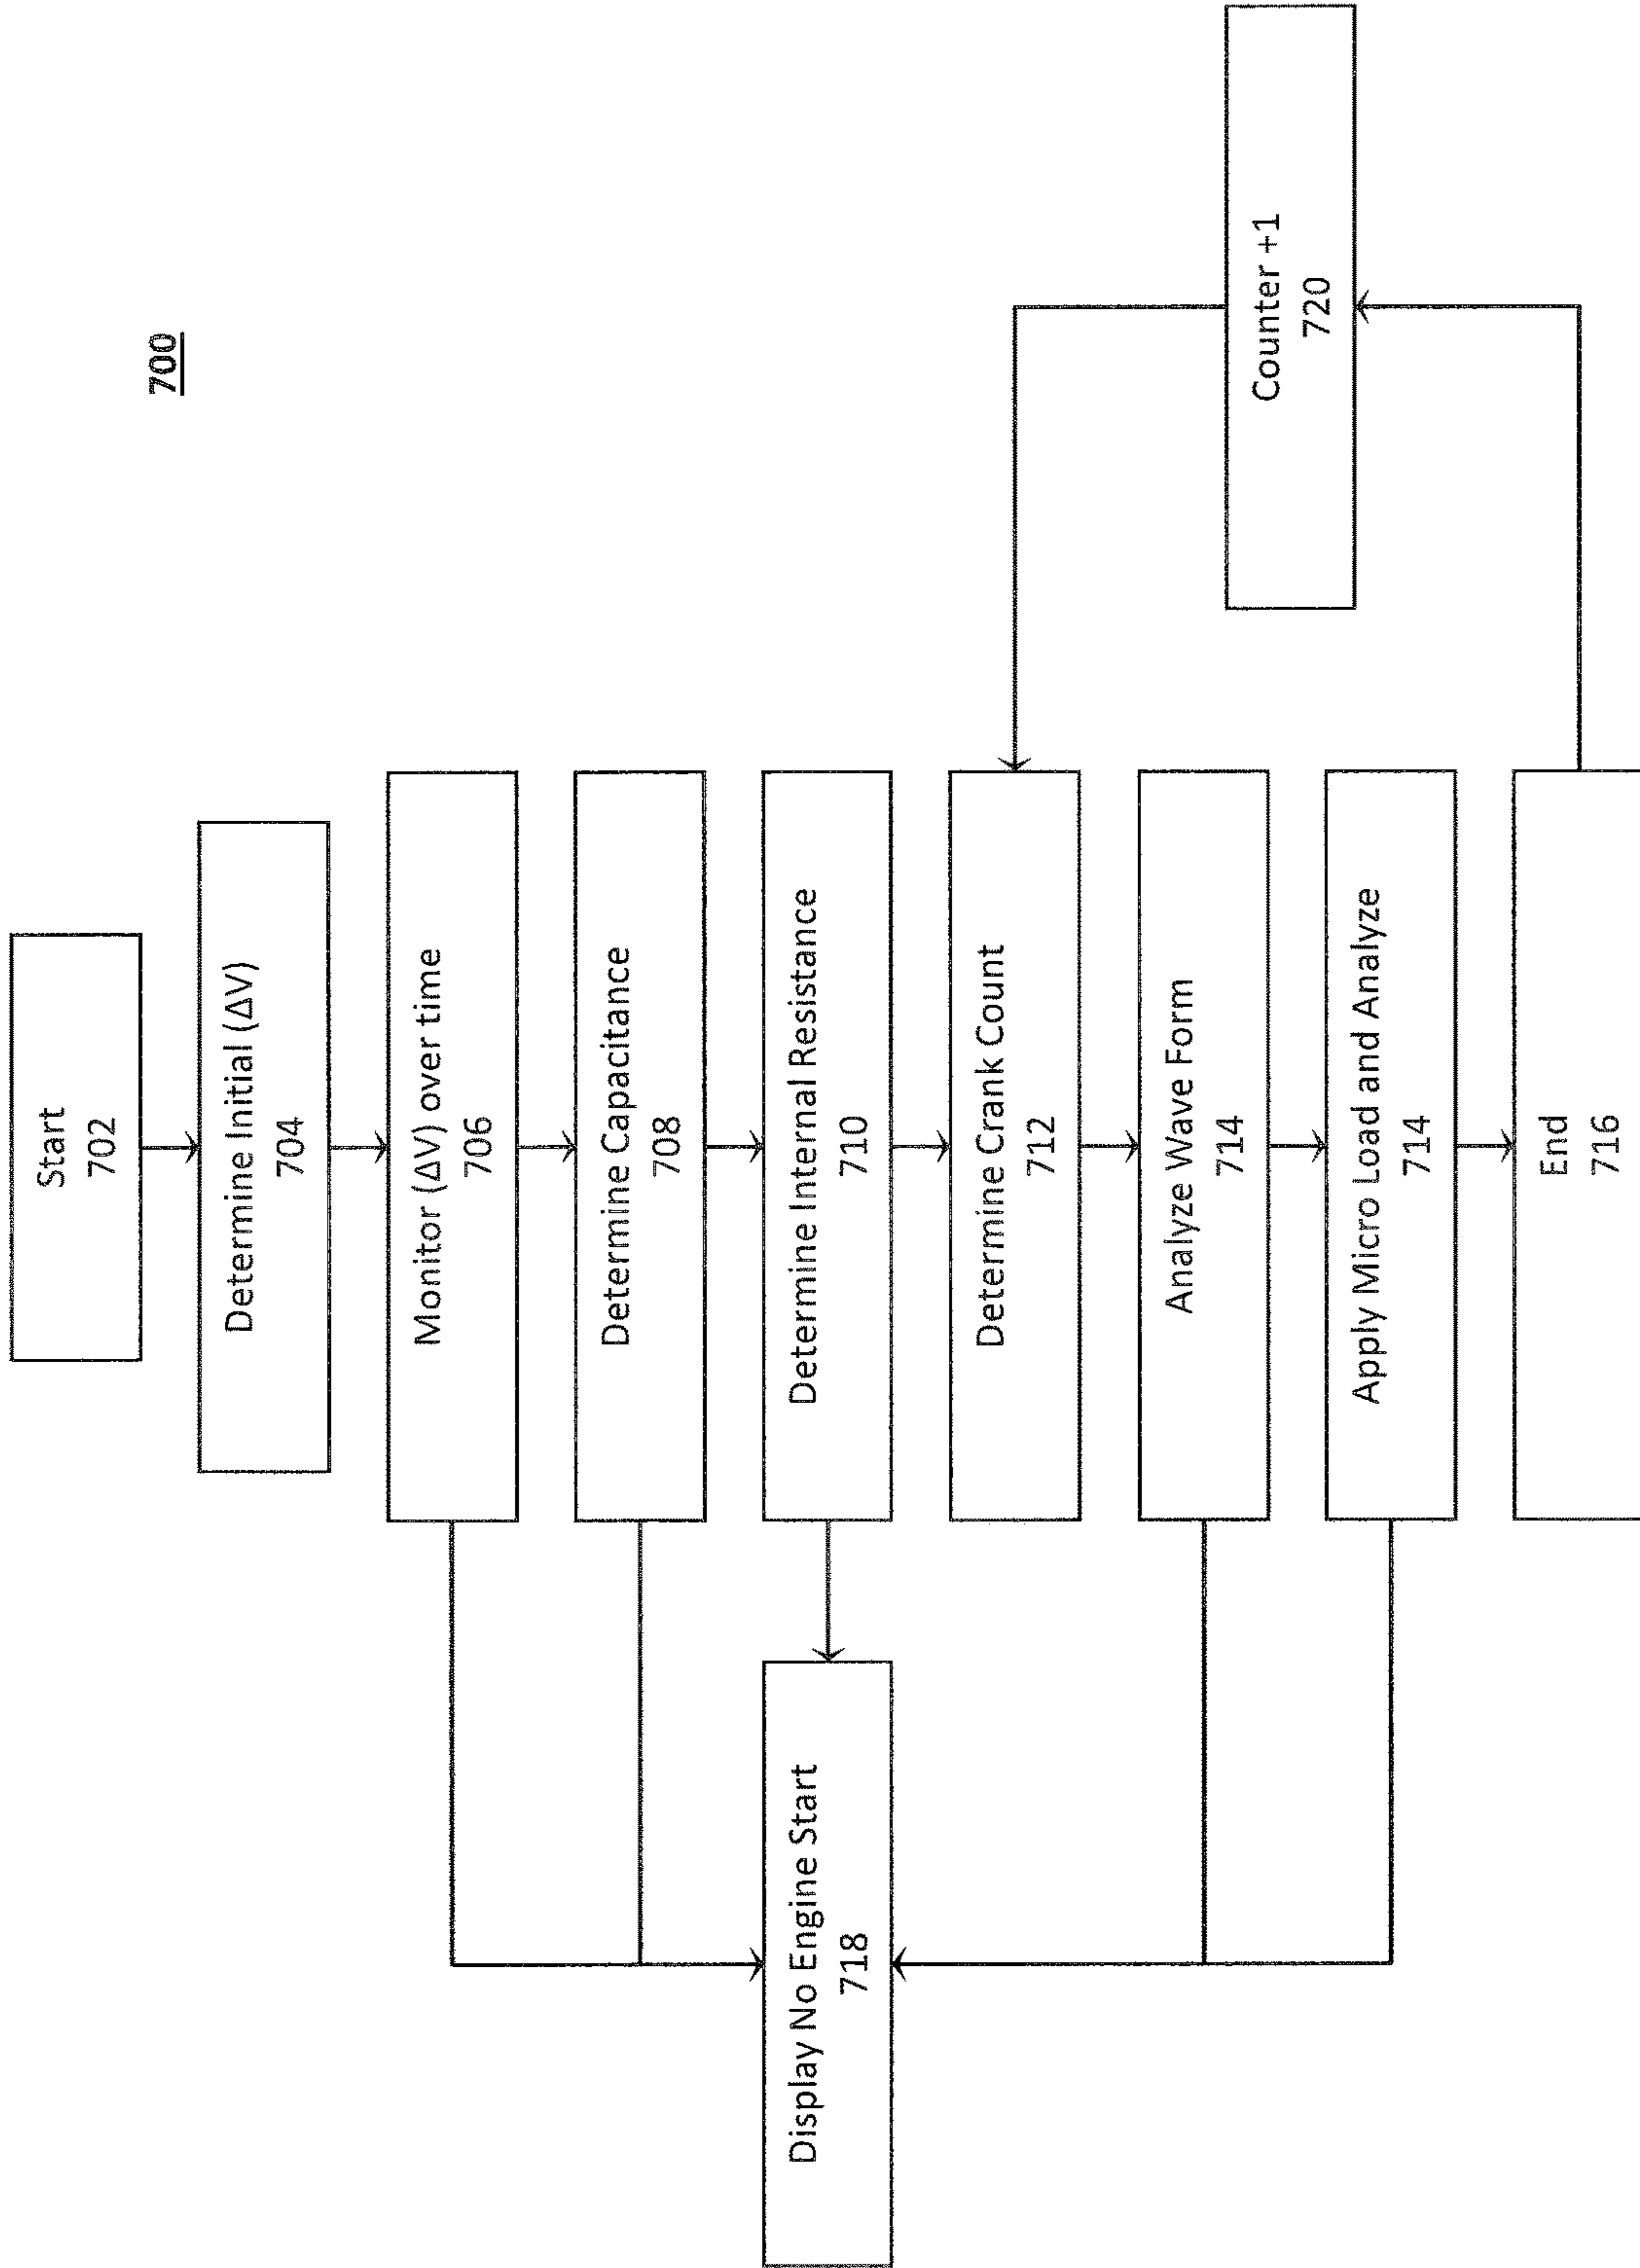 700
Start
702
Determine Initial (ΔV)
704
Monitor (ΔV) over time
706
Determine Capacitance
708
Determine Internal Resistance
710
Determine Crank Count
712
Analyze Wave Form
714
Apply Micro Load and Analyze
714
End
716
Display No Engine Start
718
Counter +1
720